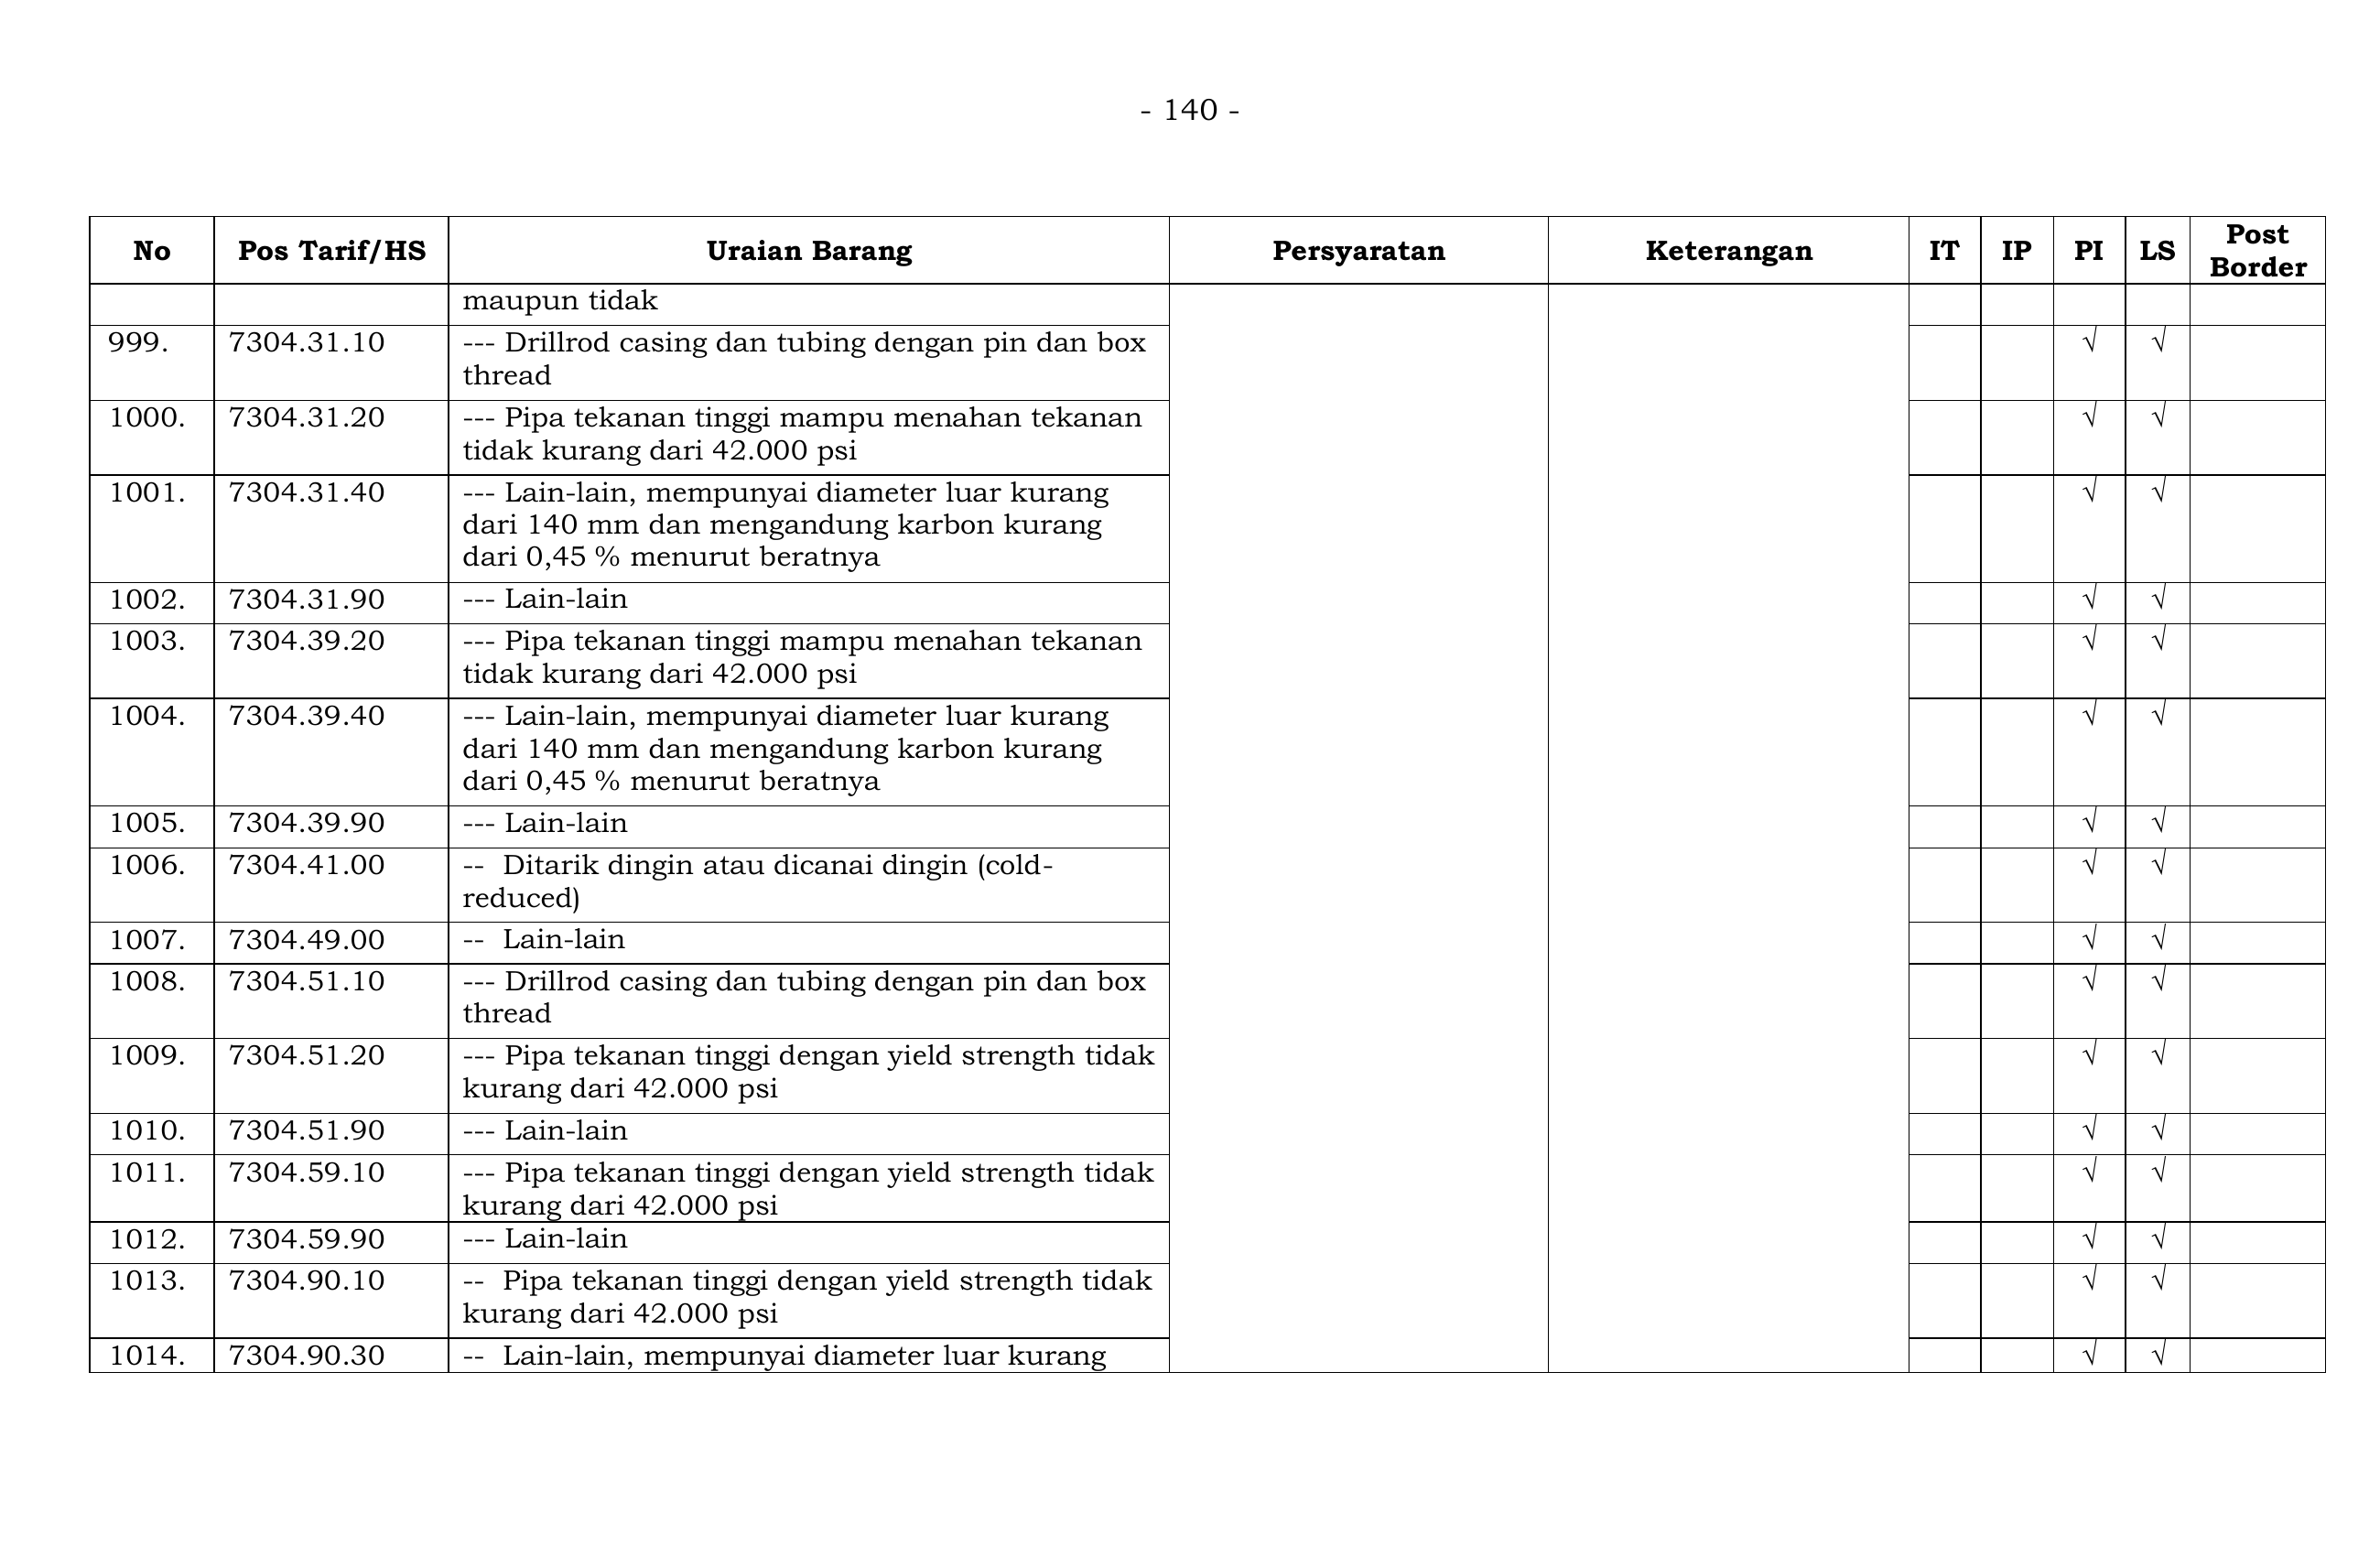 - 140 -
No Pos Tarif/HS Uraian Barang Persyaratan Keterangan IT IP PI LS Post Border
maupun tidak
999. 7304.31.10 --- Drillrod casing dan tubing dengan pin dan box √ √
thread
1000. 7304.31.20 --- Pipa tekanan tinggi mampu menahan tekanan √ √
tidak kurang dari 42.000 psi
1001. 7304.31.40 --- Lain-lain, mempunyai diameter luar kurang √ √
dari 140 mm dan mengandung karbon kurang
dari 0,45 % menurut beratnya
1002. 7304.31.90 --- Lain-lain √ √
1003. 7304.39.20 --- Pipa tekanan tinggi mampu menahan tekanan √ √
tidak kurang dari 42.000 psi
1004. 7304.39.40 --- Lain-lain, mempunyai diameter luar kurang √ √
dari 140 mm dan mengandung karbon kurang
dari 0,45 % menurut beratnya
1005. 7304.39.90 --- Lain-lain √ √
1006. 7304.41.00 -- Ditarik dingin atau dicanai dingin (cold- √ √
reduced)
1007. 7304.49.00 -- Lain-lain √ √
1008. 7304.51.10 --- Drillrod casing dan tubing dengan pin dan box √ √
thread
1009. 7304.51.20 --- Pipa tekanan tinggi dengan yield strength tidak √ √
kurang dari 42.000 psi
1010. 7304.51.90 --- Lain-lain √ √
1011. 7304.59.10 --- Pipa tekanan tinggi dengan yield strength tidak √ √
kurang dari 42.000 psi
1012. 7304.59.90 --- Lain-lain √ √
1013. 7304.90.10 -- Pipa tekanan tinggi dengan yield strength tidak √ √
kurang dari 42.000 psi
1014. 7304.90.30 -- Lain-lain, mempunyai diameter luar kurang √ √